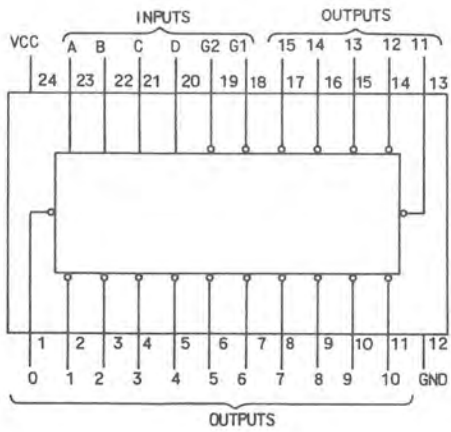 INPUTS OUTPUTS
VCC A B C D G2 G1 15 14 13 12 11
24 23 22 21 20 19 18 17 16 15 14 13
1 2 3 4 5 6 7 8 9 10 11 12
0 1 2 3 4 5 6 7 8 9 10 GND
OUTPUTS